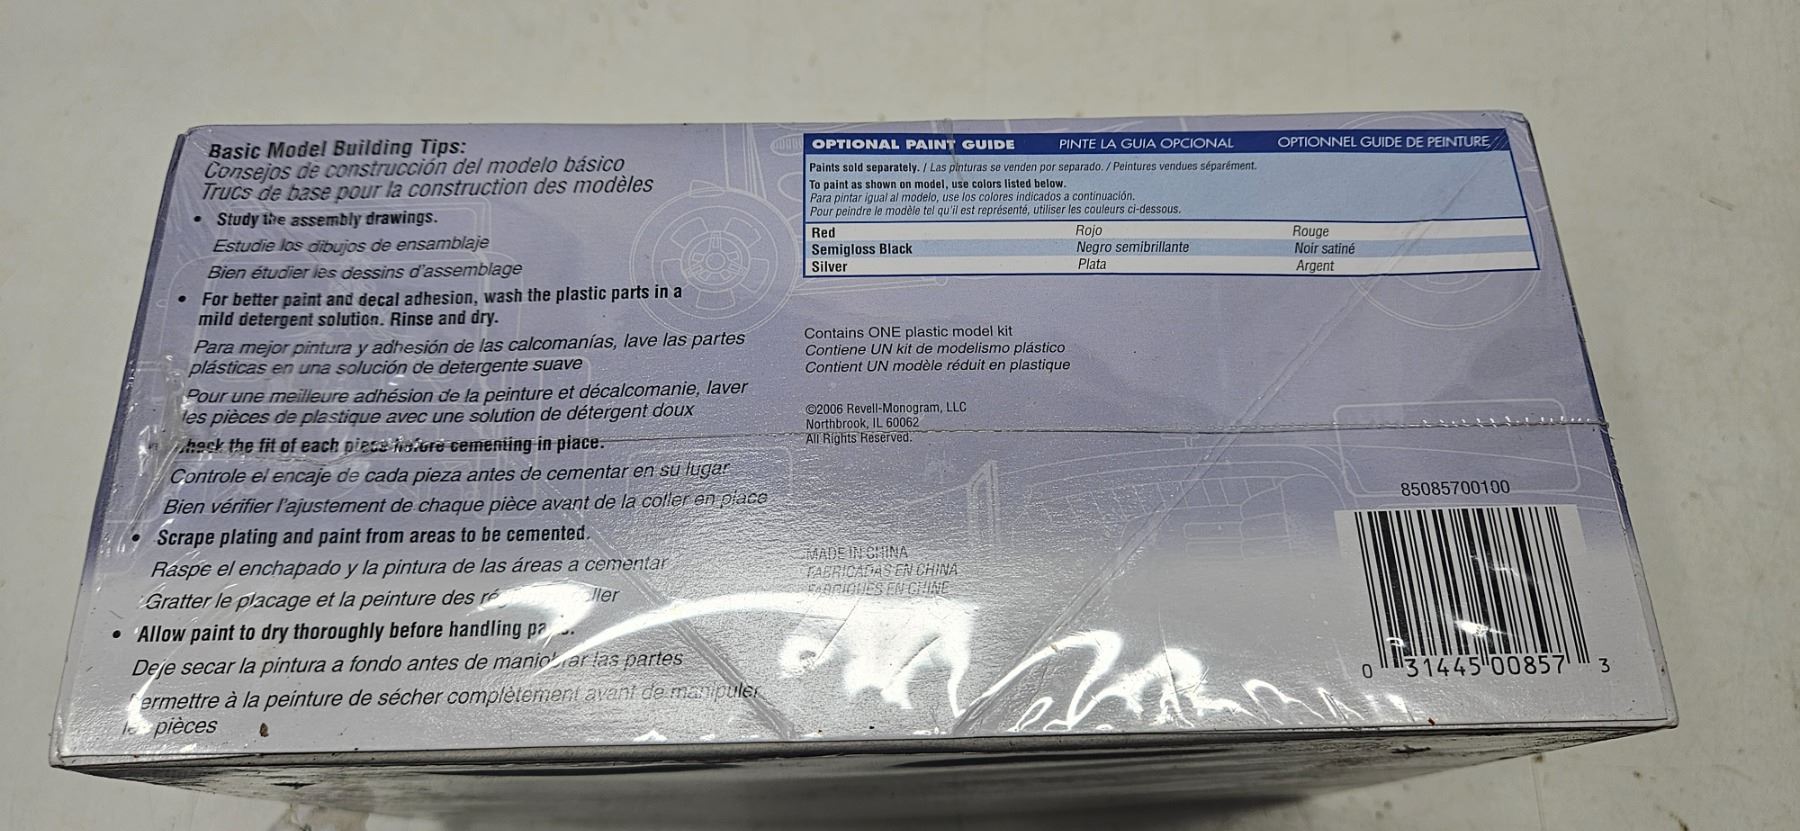 Basic Model Building Tips:
Consejos de construcción del modelo básico
Trucs de base pour la construction des modèles
• Study the assembly drawings.
Estudie los dibujos de ensamblaje
Bien étudier les dessins d'assemblage
• For better paint and decal adhesion, wash the plastic parts in a
mild detergent solution. Rinse and dry.
Para mejor pintura y adhesión de las calcomanías, lave las partes
plásticas en una solución de detergente suave
Pour une meilleure adhésion de la peinture et décalcomanie, laver
les pièces de plastique avec une solution de détergent doux
the fit of each piece before cementing in place.
Controle el encaje de cada pieza antes de cementar en su lugar
Bien vérifier l'ajustement de chaque pièce avant de la coller en place
• Scrape plating and paint from areas to be cemented.
Raspe el enchapado y la pintura de las áreas a cementar
Gratter le placage et la peinture des
• Allow paint to dry thoroughly before handling
Deje secar la pintura a fondo antes de maniobrar las partes
à la peinture de sécher complètement avant de manipuler
pièces
OPTIONAL PAINT GUIDE PINTE LA GUIA OPCIONAL OPTIONNEL GUIDE DE PEINTURE
Paints sold separately. / Las pinturas se venden por separado. / Peintures vendues séparément.
To paint as shown on model, use colors listed below.
Para pintar igual al modelo, use los colores indicados a continuación.
Pour peindre le modèle tel qu'il est représenté, utiliser les couleurs ci-dessous.
Red Rojo Rouge
Semigloss Black Negro semibrillante Noir satiné
Silver Plata Argent
Contains ONE plastic model kit
Contiene UN kit de modelismo plástico
Contient UN modèle réduit en plastique
©2006 Revell-Monogram, LLC
Northbrook, IL 60062
All Rights Reserved.
MADE IN CHINA
FABRICADAS EN CHINA
FABRIQUES EN CHINE
85085700100
0 31445 00857 3